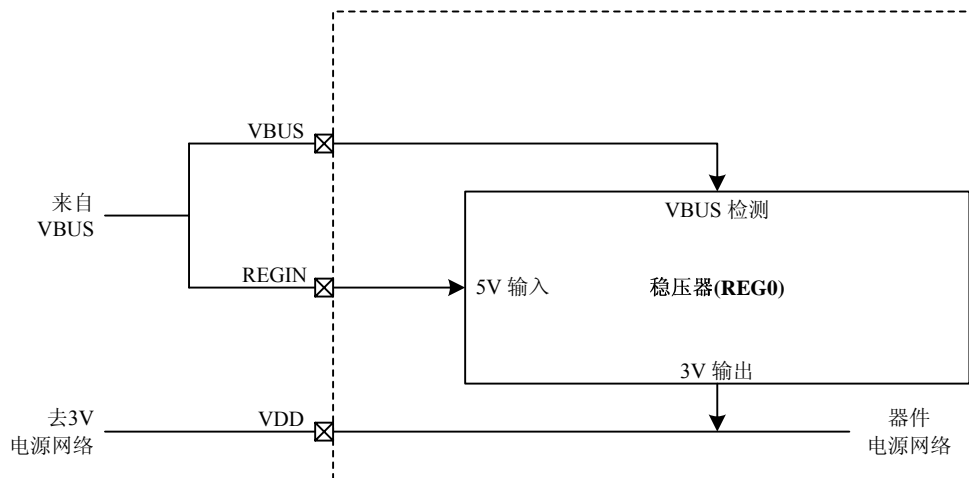 VBUS
来自
VBUS
VBUS 检测
REGIN
5V 输入
稳压器(REG0)
3V 输出
去3V
电源网络
VDD
器件
电源网络